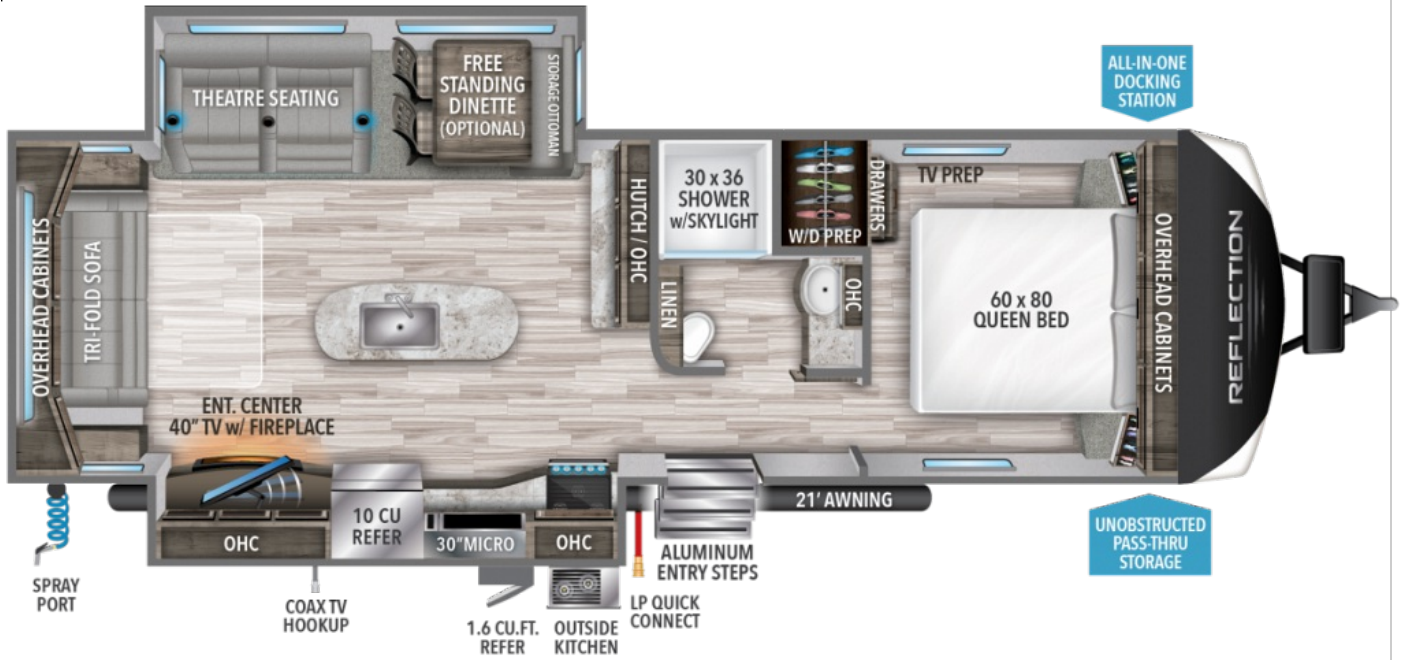 THEATRE SEATING
FREE
STANDING
DINETTE
(OPTIONAL)
STORAGE OTTOMAN
ALL-IN-ONE
DOCKING
STATION
OVERHEAD CABINETS
TRI-FOLD SOFA
HUTCH / OHC
30 x 36
SHOWER
w/SKYLIGHT
W/D PREP
DRAWERS
TV PREP
LINEN
OHC
60 x 80
QUEEN BED
OVERHEAD CABINETS
REFLECTION
ENT. CENTER
40" TV w/ FIREPLACE
OHC
10 CU
REFER
30"MICRO
OHC
21' AWNING
ALUMINUM
ENTRY STEPS
UNOBSTRUCTED
PASS-THRU
STORAGE
SPRAY
PORT
COAX TV
HOOKUP
1.6 CU.FT.
REFER
OUTSIDE
KITCHEN
LP QUICK
CONNECT